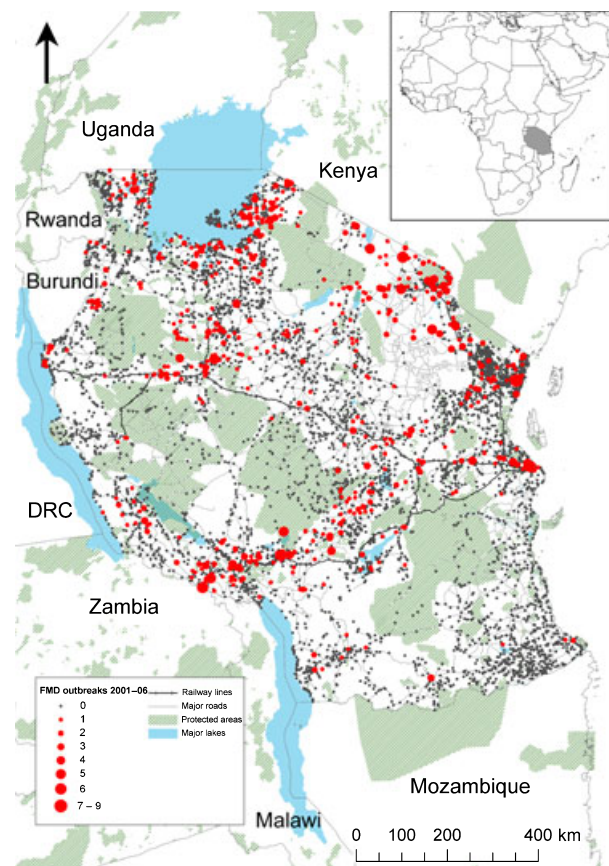 Uganda
Kenya
Rwanda
Burundi
DRC
Zambia
FMD outbreaks 2001–06
0
1
2
3
4
5
6
7 – 9
Railway lines
Major roads
Protected areas
Major lakes
Mozambique
Malawi
0 100 200 400 km